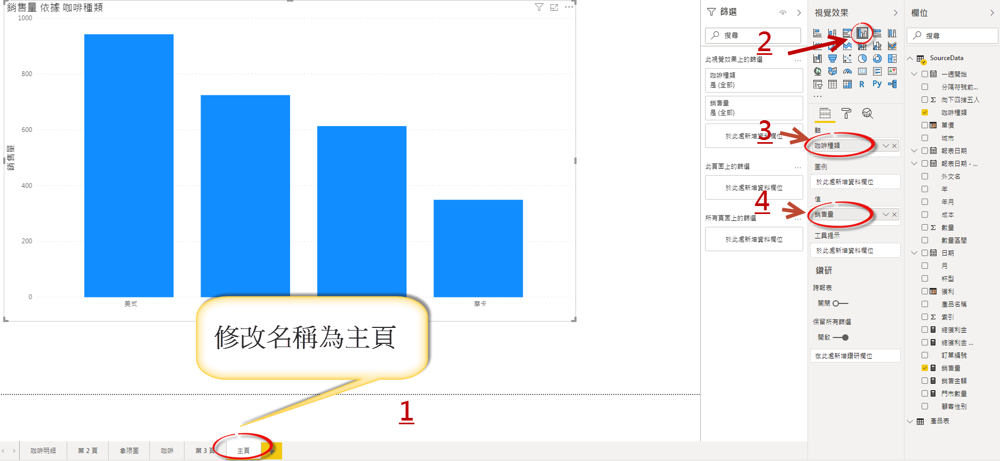 銷售量 依據 咖啡種類
1000
800
600
400
200
0
銷售量
美式
摩卡
修改名稱為主頁
1
咖啡明細
第 2 頁
象限圖
咖啡
第 3 頁
主頁
篩選
搜尋
2
此視覺效果上的篩選
咖啡種類
是 (全部)
銷售量
是 (全部)
於此處新增資料欄位
3
此頁面上的篩選
於此處新增資料欄位
4
所有頁面上的篩選
於此處新增資料欄位
視覺效果
123
R
Py
軸
咖啡種類
圖例
於此處新增資料欄位
值
銷售量
工具提示
於此處新增資料欄位
鑽研
跨報表
關閉
保留所有篩選
開啟
在此處新增鑽研欄位
欄位
搜尋
SourceData
一週開始
分隔符號前...
Σ 向下四捨五入
咖啡種類
單價
城市
報表日期
報表日期 - ...
外文名
年
年月
成本
Σ 數量
數量區間
日期
月
杯型
獲利
產品名稱
Σ 索引
總獲利金
總獲利金 ...
訂單編號
銷售量
銷售金額
門市數量
顧客性別
產品表